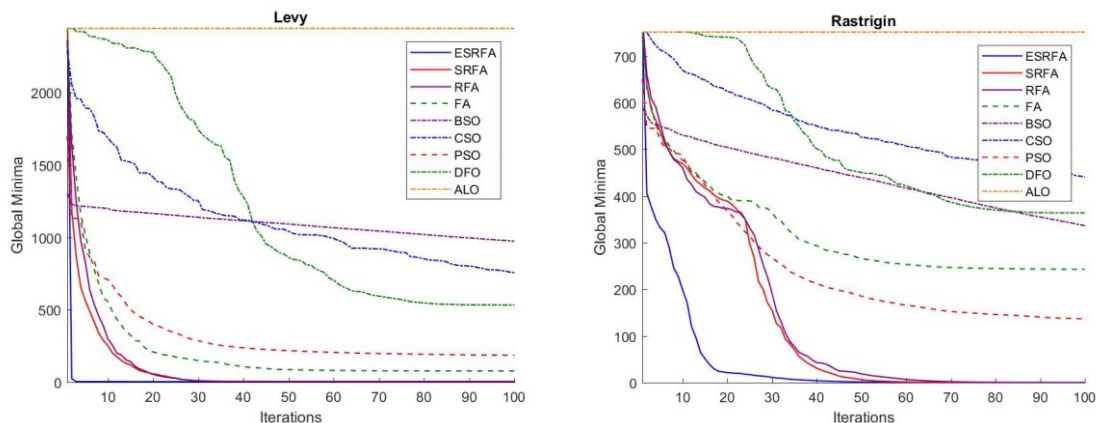 Levy
Global Minima
2000
1500
1000
500
0
10 20 30 40 50 60 70 80 90 100
Iterations
ESRFA
SRFA
RFA
FA
BSO
CSO
PSO
DFO
ALO
Rastrigin
Global Minima
700
600
500
400
300
200
100
0
10 20 30 40 50 60 70 80 90 100
Iterations
ESRFA
SRFA
RFA
FA
BSO
CSO
PSO
DFO
ALO